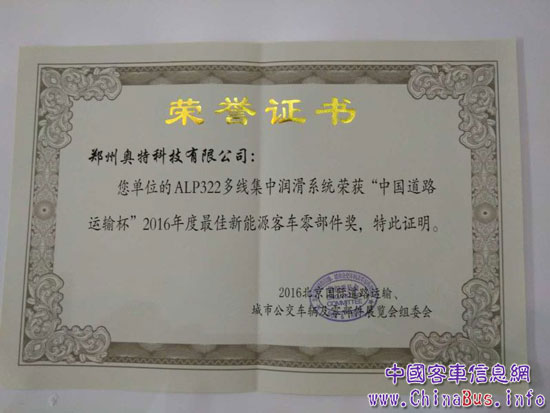 荣誉证书
郑州奥特科技有限公司：
您单位的ALP322多线集中润滑系统荣获“中国道路
运输杯”2016年度最佳新能源客车零部件奖，特此证明。
2016北京国际道路运输、
城市公交车辆及零部件展览会组委会
COMMITTEE
中國客車信息網
www.ChinaBus.info